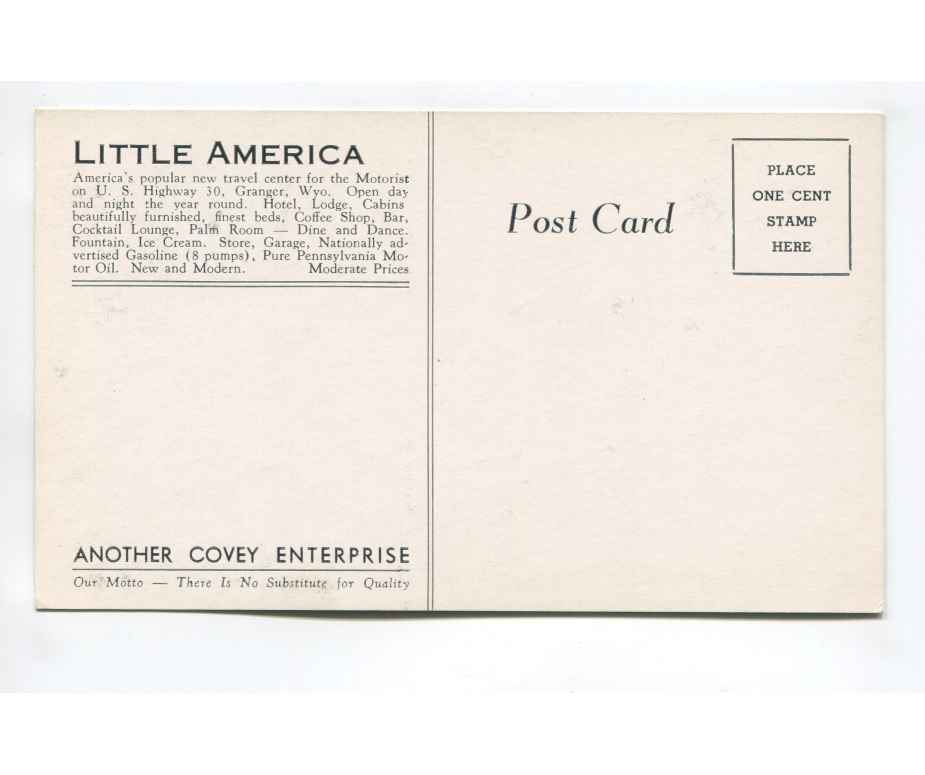 LITTLE AMERICA
America's popular new travel center for the Motorist
on U. S. Highway 30, Granger, Wyo. Open day
and night the year round. Hotel, Lodge, Cabins
beautifully furnished, finest beds, Coffee Shop, Bar,
Cocktail Lounge, Palm Room — Dine and Dance.
Fountain, Ice Cream. Store, Garage, Nationally ad-
vertised Gasoline (8 pumps), Pure Pennsylvania Mo-
tor Oil. New and Modern. Moderate Prices
ANOTHER COVEY ENTERPRISE
Our Motto — There Is No Substitute for Quality
Post Card
PLACE
ONE CENT
STAMP
HERE